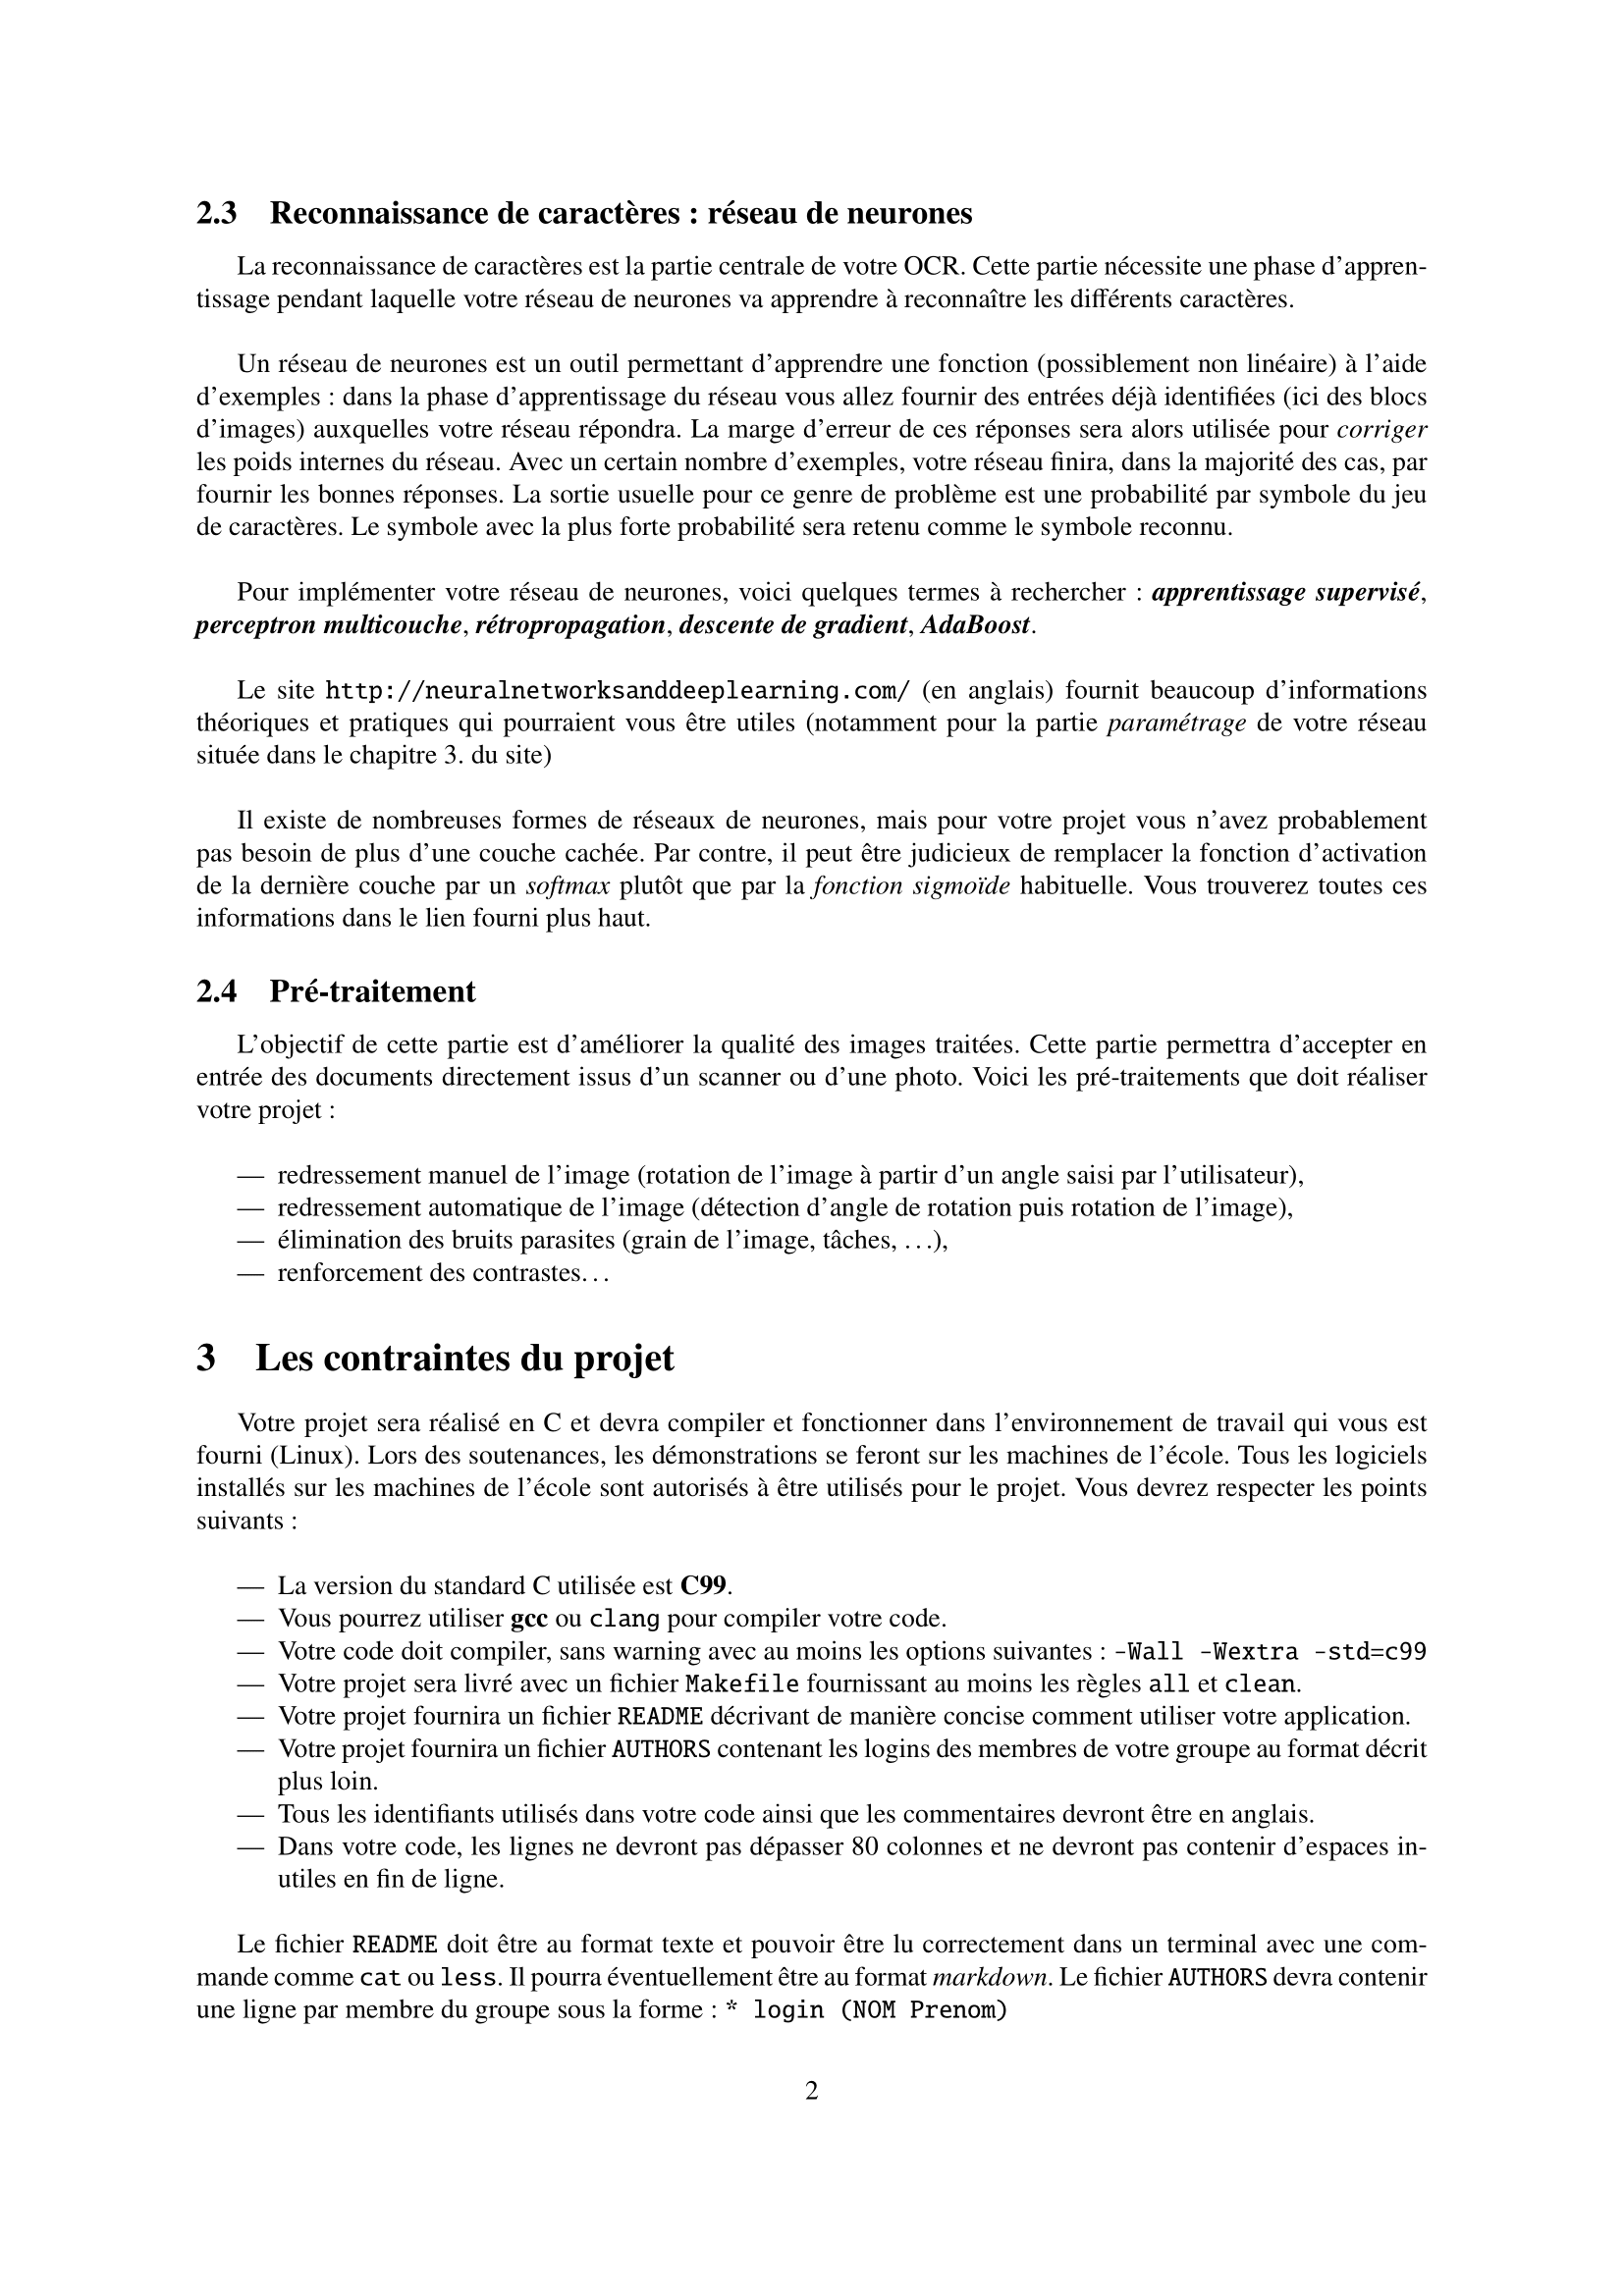 2.3 Reconnaissance de caractères : réseau de neurones
La reconnaissance de caractères est la partie centrale de votre OCR. Cette partie nécessite une phase d'appren-
tissage pendant laquelle votre réseau de neurones va apprendre à reconnaître les différents caractères.
Un réseau de neurones est un outil permettant d'apprendre une fonction (possiblement non linéaire) à l'aide
d'exemples : dans la phase d'apprentissage du réseau vous allez fournir des entrées déjà identifiées (ici des blocs
d'images) auxquelles votre réseau répondra. La marge d'erreur de ces réponses sera alors utilisée pour corriger
les poids internes du réseau. Avec un certain nombre d'exemples, votre réseau finira, dans la majorité des cas, par
fournir les bonnes réponses. La sortie usuelle pour ce genre de problème est une probabilité par symbole du jeu
de caractères. Le symbole avec la plus forte probabilité sera retenu comme le symbole reconnu.
Pour implémenter votre réseau de neurones, voici quelques termes à rechercher : apprentissage supervisé,
perceptron multicouche, rétropropagation, descente de gradient, AdaBoost.
Le site http://neuralnetworksanddeeplearning.com/ (en anglais) fournit beaucoup d'informations
théoriques et pratiques qui pourraient vous être utiles (notamment pour la partie paramétrage de votre réseau
située dans le chapitre 3. du site)
Il existe de nombreuses formes de réseaux de neurones, mais pour votre projet vous n'avez probablement
pas besoin de plus d'une couche cachée. Par contre, il peut être judicieux de remplacer la fonction d'activation
de la dernière couche par un softmax plutôt que par la fonction sigmoïde habituelle. Vous trouverez toutes ces
informations dans le lien fourni plus haut.
2.4 Pré-traitement
L'objectif de cette partie est d'améliorer la qualité des images traitées. Cette partie permettra d'accepter en
entrée des documents directement issus d'un scanner ou d'une photo. Voici les pré-traitements que doit réaliser
votre projet :
— redressement manuel de l'image (rotation de l'image à partir d'un angle saisi par l'utilisateur),
— redressement automatique de l'image (détection d'angle de rotation puis rotation de l'image),
— élimination des bruits parasites (grain de l'image, tâches, ...),
— renforcement des contrastes...
3 Les contraintes du projet
Votre projet sera réalisé en C et devra compiler et fonctionner dans l'environnement de travail qui vous est
fourni (Linux). Lors des soutenances, les démonstrations se feront sur les machines de l'école. Tous les logiciels
installés sur les machines de l'école sont autorisés à être utilisés pour le projet. Vous devrez respecter les points
suivants :
— La version du standard C utilisée est C99.
— Vous pourrez utiliser gcc ou clang pour compiler votre code.
— Votre code doit compiler, sans warning avec au moins les options suivantes : -Wall -Wextra -std=c99
— Votre projet sera livré avec un fichier Makefile fournissant au moins les règles all et clean.
— Votre projet fournira un fichier README décrivant de manière concise comment utiliser votre application.
— Votre projet fournira un fichier AUTHORS contenant les logins des membres de votre groupe au format décrit
plus loin.
— Tous les identifiants utilisés dans votre code ainsi que les commentaires devront être en anglais.
— Dans votre code, les lignes ne devront pas dépasser 80 colonnes et ne devront pas contenir d'espaces in-
utiles en fin de ligne.
Le fichier README doit être au format texte et pouvoir être lu correctement dans un terminal avec une com-
mande comme cat ou less. Il pourra éventuellement être au format markdown. Le fichier AUTHORS devra contenir
une ligne par membre du groupe sous la forme : * login (NOM Prenom)
2